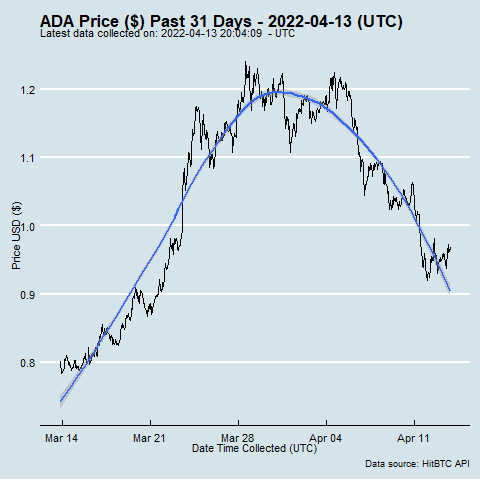 ADA Price ($) Past 31 Days - 2022-04-13 (UTC)
Latest data collected on: 2022-04-13 20:04:09  - UTC
Price USD ($)
1.2
1.1
1.0
0.9
0.8
Mar 14 Mar 21 Mar 28 Apr 04 Apr 11
Date Time Collected (UTC)
Data source: HitBTC API